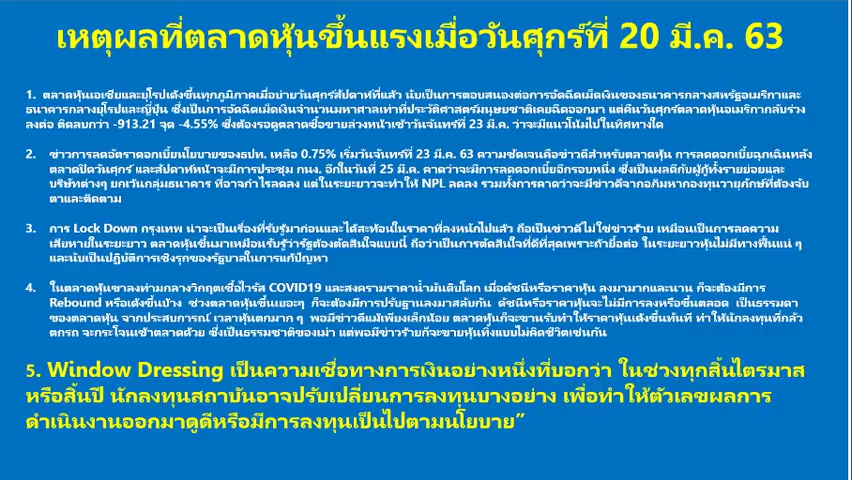 เหตุผลที่ตลาดหุ้นขึ้นแรงเมื่อวันศุกร์ที่ 20 มี.ค. 63
1. ตลาดหุ้นเอเซียและยุโรปเด้งขึ้นทุกภูมิภาคเมื่อบ่ายวันศุกร์สัปดาห์ที่แล้ว นับเป็นการตอบสนองต่อการอัดฉีดเม็ดเงินของธนาคารกลางสหรัฐอเมริกาและ
ธนาคารกลางยุโรปและญี่ปุ่น ซึ่งเป็นการอัดฉีดเม็ดเงินจำนวนมหาศาลเท่าที่ประวัติศาสตร์มนุษยชาติเคยฉีดออกมา แต่คืนวันศุกร์ตลาดหุ้นอเมริกากลับร่วง
ลงต่อ ติดลบกว่า -913.21 จุด -4.55% ซึ่งต้องรอดูตลาดซื้อขายล่วงหน้าเช้าวันจันทร์ที่ 23 มี.ค. ว่าจะมีแนวโน้มไปในทิศทางใด
2. ข่าวการลดอัตราดอกเบี้ยนโยบายของธปท. เหลือ 0.75% เริ่มวันจันทร์ที่ 23 มี.ค. 63 ความชัดเจนคือข่าวดีสำหรับตลาดหุ้น การลดดอกเบี้ยฉุกเฉินหลัง
ตลาดปิดวันศุกร์ และสัปดาห์หน้าจะมีการประชุม กนง. อีกในวันที่ 25 มี.ค. คาดว่าจะมีการลดดอกเบี้ยอีกรอบหนึ่ง ซึ่งเป็นผลดีกับผู้กู้ทั้งรายย่อยและ
บริษัทต่างๆ ยกเว้นกลุ่มธนาคาร ที่อาจกำไรลดลง แต่ในระยะยาวจะทำให้ NPL ลดลง รวมทั้งการคาดว่าจะมีข่าวดีจากอภิมหากองทุนวายุภักษ์ที่ต้องจับ
ตาและติดตาม
3. การ Lock Down กรุงเทพ น่าจะเป็นเรื่องที่รับรู้มาก่อนและได้สะท้อนในราคาที่ลงหนักไปแล้ว ถือเป็นข่าวดีไม่ใช่ข่าวร้าย เหมือนเป็นการลดความ
เสียหายในระยะยาว ตลาดหุ้นขึ้นมาเหมือนรับรู้ว่ารัฐต้องตัดสินใจแบบนี้ ถือว่าเป็นการตัดสินใจที่ดีที่สุดเพราะถ้ายื้อต่อ ในระยะยาวหุ้นไม่มีทางฟื้นแน่ ๆ
และนับเป็นปฏิบัติการเชิงรุกของรัฐบาลในการแก้ปัญหา
4. ในตลาดหุ้นขาลงท่ามกลางวิกฤตเชื้อไวรัส COVID19 และสงครามราคาน้ำมันดิบโลก เมื่อดัชนีหรือราคาหุ้น ลงมามากและนาน ก็จะต้องมีการ
Rebound หรือเด้งขึ้นบ้าง ช่วงตลาดหุ้นขึ้นเยอะๆ ก็จะต้องมีการปรับฐานลงมาสลับกัน ดัชนีหรือราคาหุ้นจะไม่มีการลงหรือขึ้นตลอด เป็นธรรมดา
ของตลาดหุ้น จากประสบการณ์ เวลาหุ้นตกมาก ๆ พอมีข่าวดีแม้เพียงเล็กน้อย ตลาดหุ้นก็จะขานรับทำให้ราคาหุ้นเด้งขึ้นทันที ทำให้นักลงทุนที่กลัว
ตกรถ จะกระโจนเข้าตลาดด้วย ซึ่งเป็นธรรมชาติของเม่า แต่พอมีข่าวร้ายก็จะขายหุ้นทิ้งแบบไม่คิดชีวิตเช่นกัน
5. Window Dressing เป็นความเชื่อทางการเงินอย่างหนึ่งที่บอกว่า ในช่วงทุกสิ้นไตรมาส
หรือสิ้นปี นักลงทุนสถาบันอาจปรับเปลี่ยนการลงทุนบางอย่าง เพื่อทำให้ตัวเลขผลการ
ดำเนินงานออกมาดูดีหรือมีการลงทุนเป็นไปตามนโยบาย”